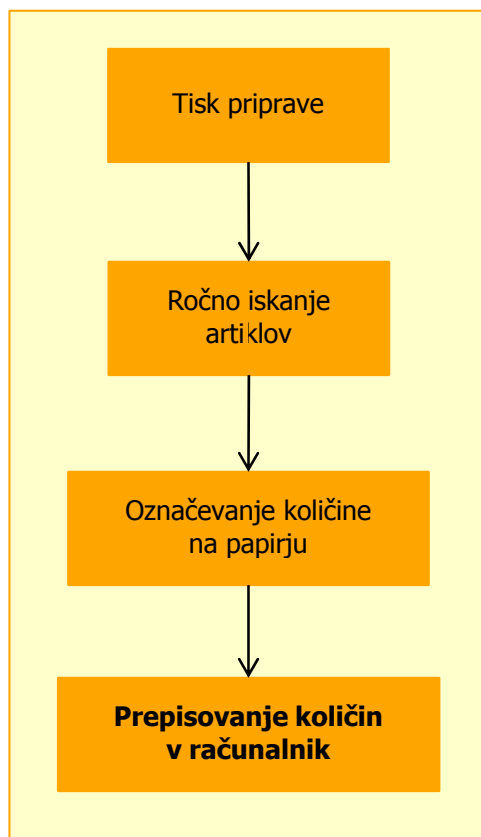 Tisk priprave
Ročno iskanje
artiklov
Označevanje količine
na papirju
Prepisovanje količin
v računalnik